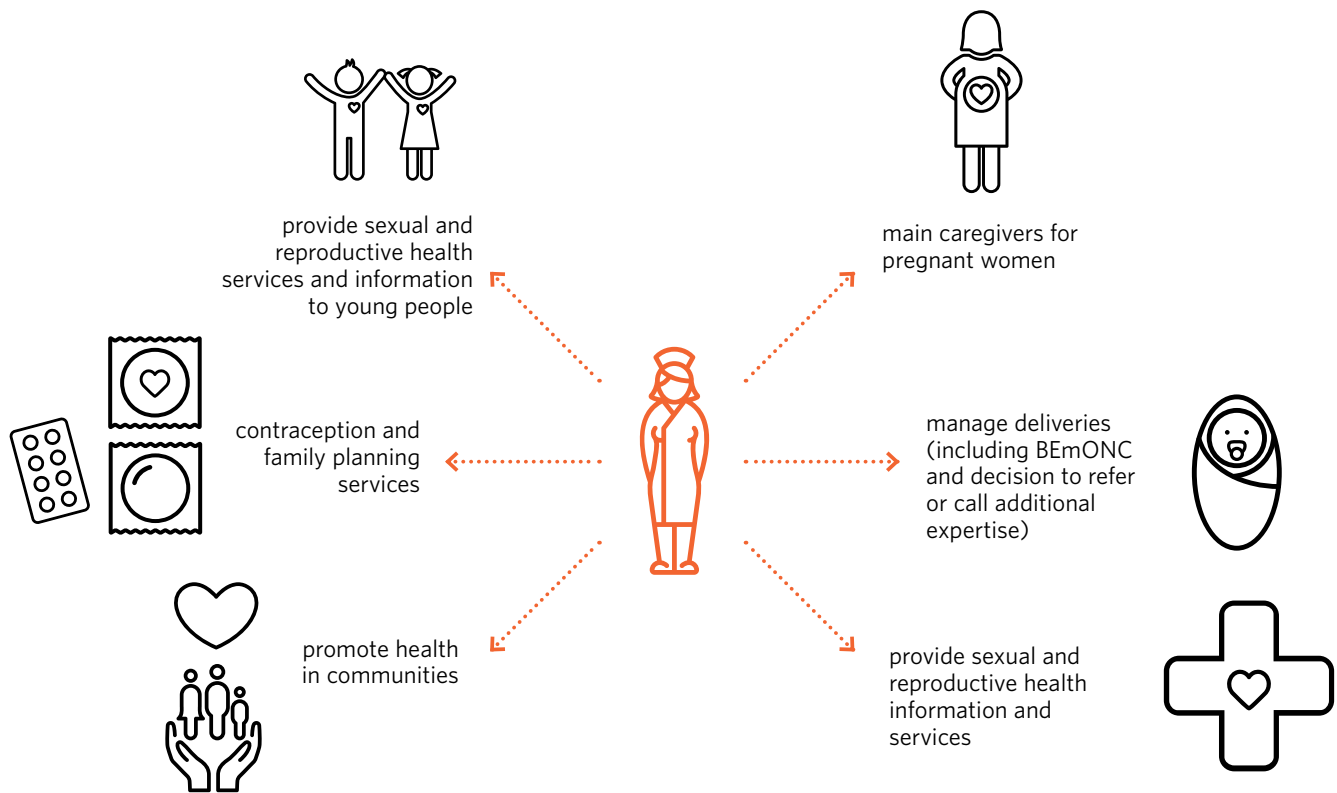 provide sexual and
reproductive health
services and information
to young people
main caregivers for
pregnant women
contraception and
family planning
services
manage deliveries
(including BEmONC
and decision to refer
or call additional
expertise)
promote health
in communities
provide sexual and
reproductive health
information and
services